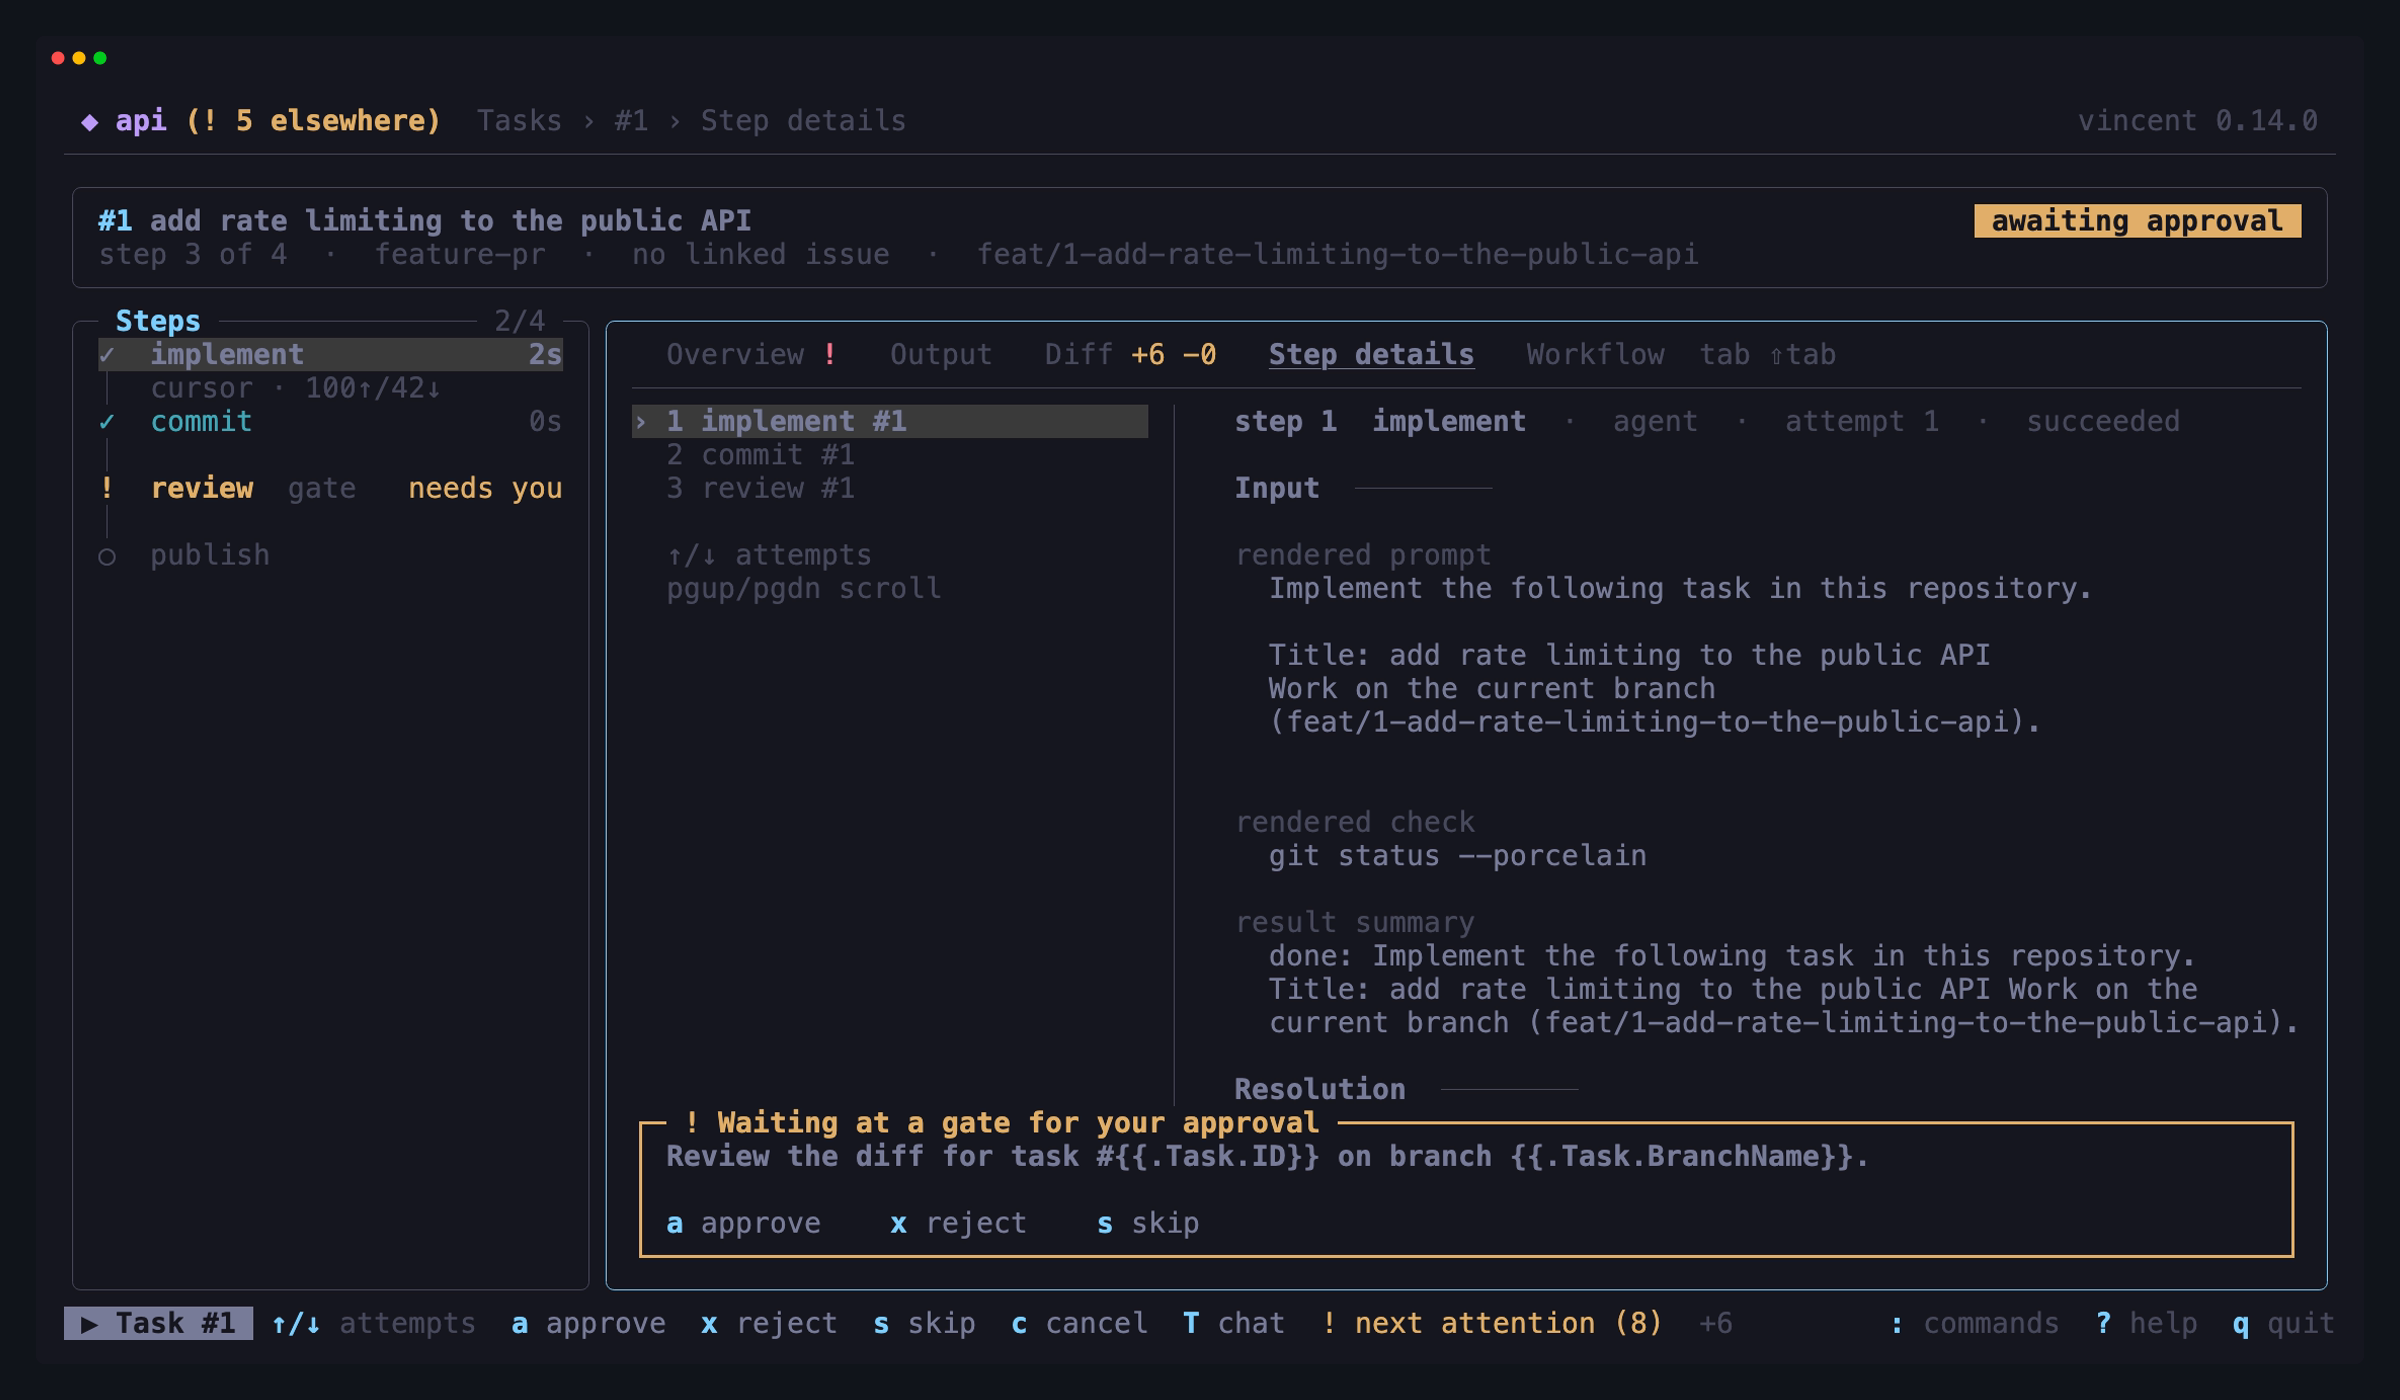 ◆ api (! 5 elsewhere)  Tasks › #1 › Step details  vincent 0.14.0
#1 add rate limiting to the public API  awaiting approval
step 3 of 4 · feature-pr · no linked issue · feat/1-add-rate-limiting-to-the-public-api
Steps 2/4
✓ implement 2s
cursor · 100↑/42↓
✓ commit 0s
! review gate needs you
○ publish
Overview !  Output  Diff +6 -0  Step details  Workflow  tab ⇧tab
› 1 implement #1
2 commit #1
3 review #1
↑/↓ attempts
pgup/pgdn scroll
step 1 implement · agent · attempt 1 · succeeded
Input
rendered prompt
Implement the following task in this repository.
Title: add rate limiting to the public API
Work on the current branch
(feat/1-add-rate-limiting-to-the-public-api).
rendered check
git status --porcelain
result summary
done: Implement the following task in this repository.
Title: add rate limiting to the public API Work on the
current branch (feat/1-add-rate-limiting-to-the-public-api).
Resolution
! Waiting at a gate for your approval
Review the diff for task #{{.Task.ID}} on branch {{.Task.BranchName}}.
a approve  x reject  s skip
▶ Task #1  ↑/↓ attempts  a approve  x reject  s skip  c cancel  T chat  ! next attention (8)  +6  : commands  ? help  q quit